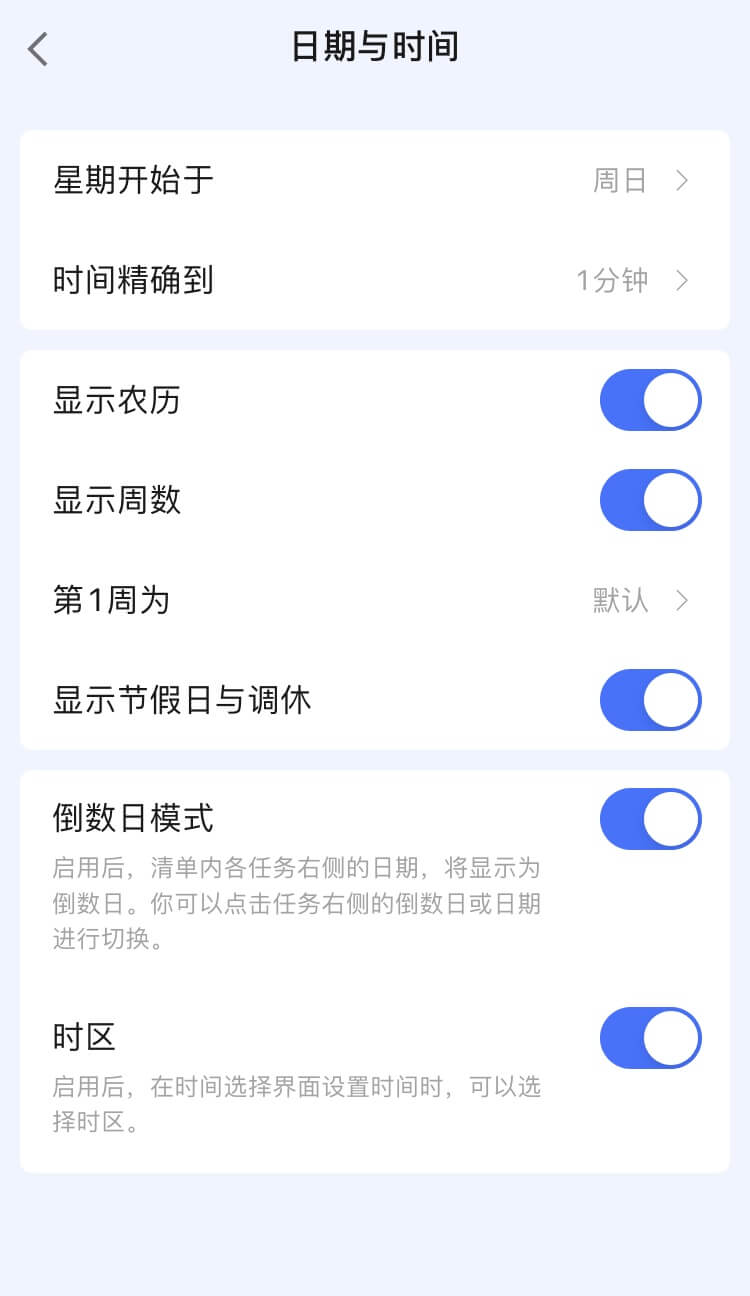 日期与时间
星期开始于
周日
时间精确到
1分钟
显示农历
显示周数
第1周为
默认
显示节假日与调休
倒数日模式
启用后，清单内各任务右侧的日期，将显示为
倒数日。你可以点击任务右侧的倒数日或日期
进行切换。
时区
启用后，在时间选择界面设置时间时，可以选
择时区。